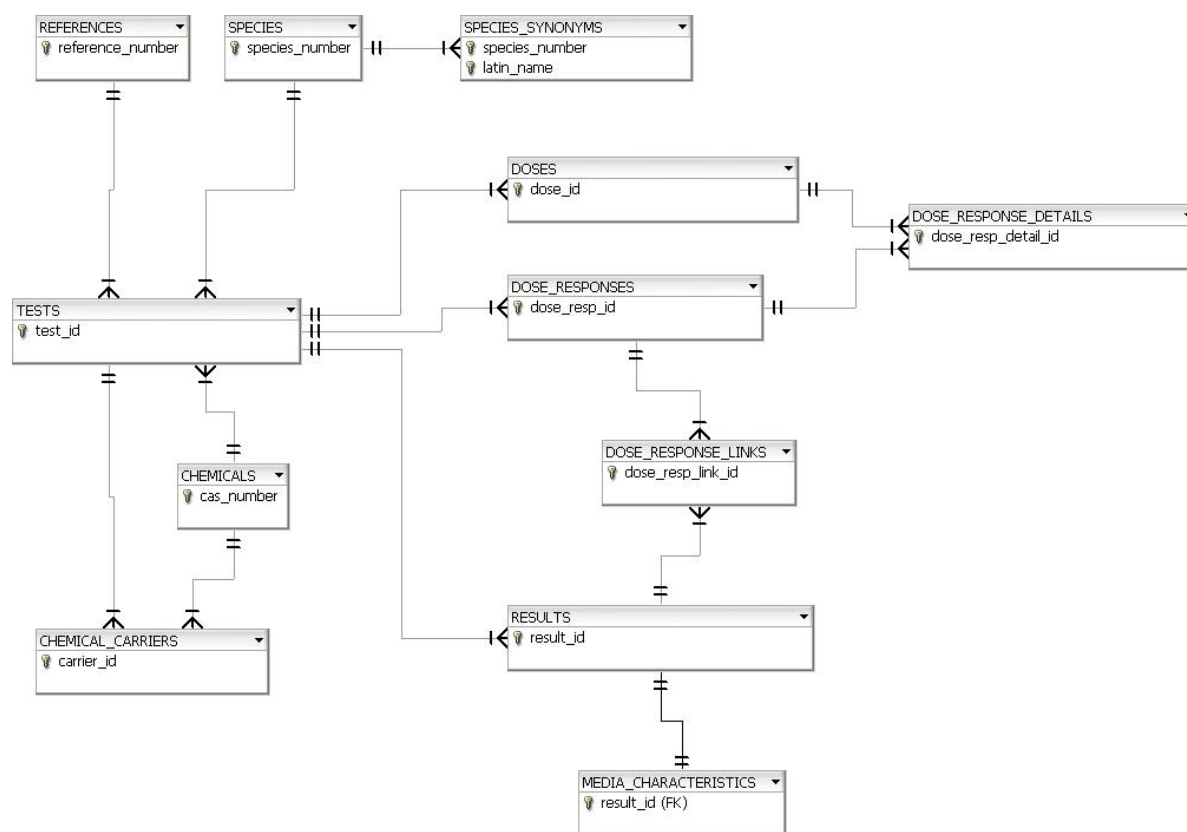 REFERENCES
reference_number
SPECIES
species_number
SPECIES_SYNONYMS
species_number
latin_name
DOSES
dose_id
DOSE_RESPONSE_DETAILS
dose_resp_detail_id
DOSE_RESPONSES
dose_resp_id
TESTS
test_id
DOSE_RESPONSE_LINKS
dose_resp_link_id
CHEMICALS
cas_number
RESULTS
result_id
CHEMICAL_CARRIERS
carrier_id
MEDIA_CHARACTERISTICS
result_id (FK)